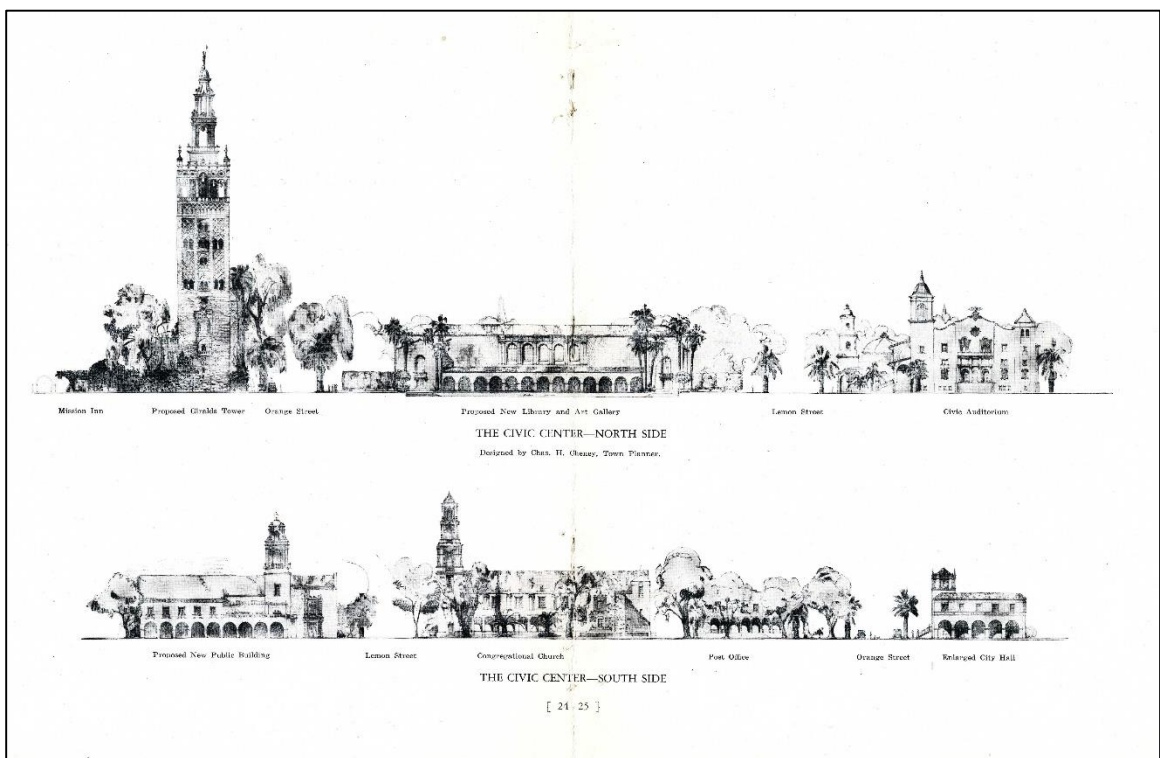 Mission Inn Proposed Giralda Tower Orange Street Proposed New Library and Art Gallery Lemon Street Civic Auditorium
THE CIVIC CENTER—NORTH SIDE
Designed by Chas. H. Cheney, Town Planner.
Proposed New Public Building Lemon Street Congregational Church Post Office Orange Street Enlarged City Hall
THE CIVIC CENTER—SOUTH SIDE
[ 24 - 25 ]